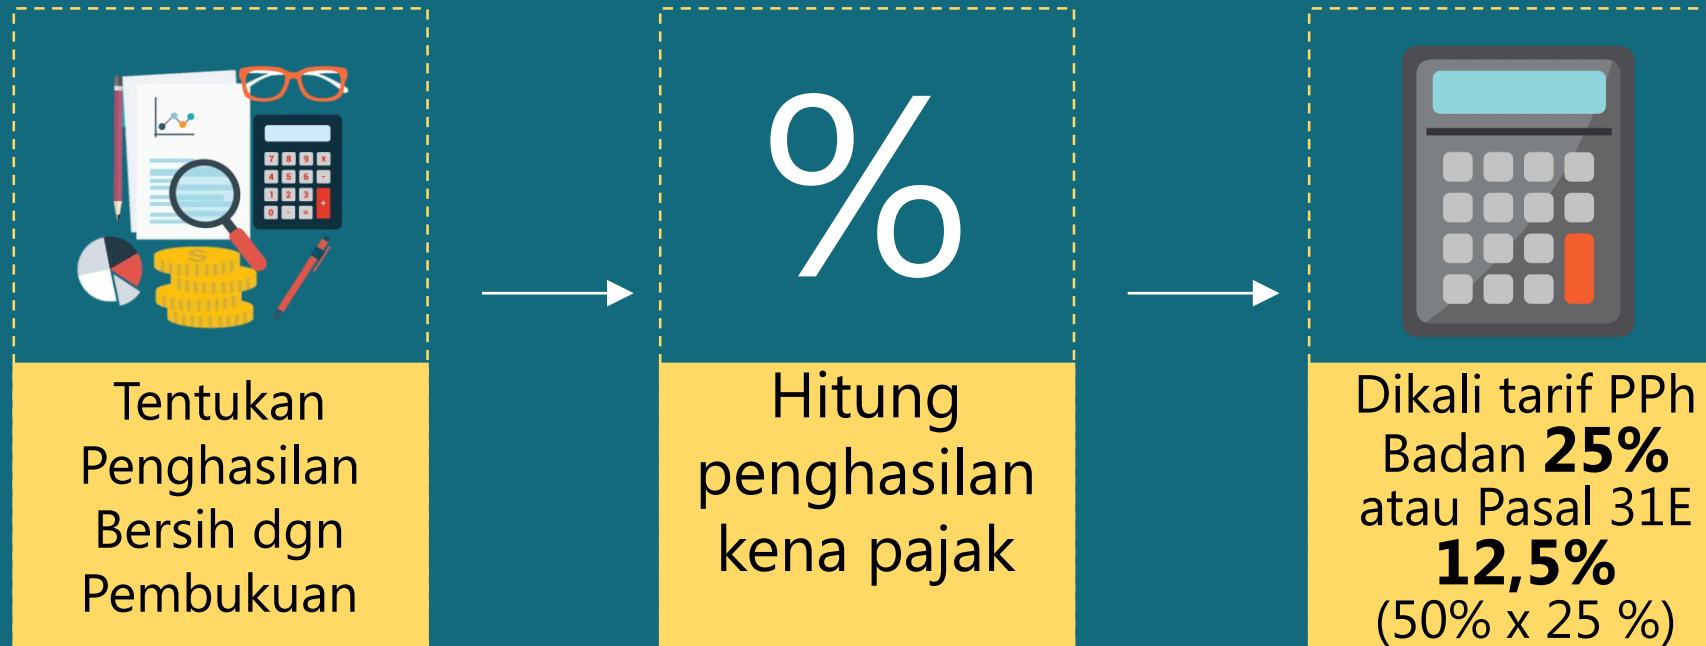 %
Tentukan
Penghasilan
Bersih dgn
Pembukuan
Hitung
penghasilan
kena pajak
Dikali tarif PPh
Badan 25%
atau Pasal 31E
12,5%
(50% x 25 %)